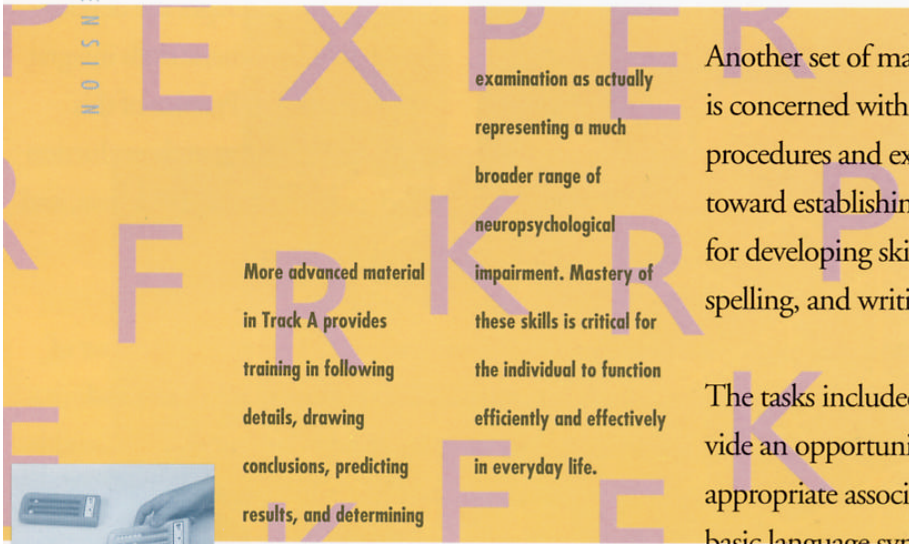 NSION
P E X P E R
R F R K R P
More advanced material
in Track A provides
training in following
details, drawing
conclusions, predicting
results, and determining
examination as actually
representing a much
broader range of
neuropsychological
impairment. Mastery of
these skills is critical for
the individual to function
efficiently and effectively
in everyday life.
Another set of ma
is concerned with
procedures and ex
toward establishin
for developing ski
spelling, and writi
The tasks include
vide an opportuni
appropriate associ
basic language